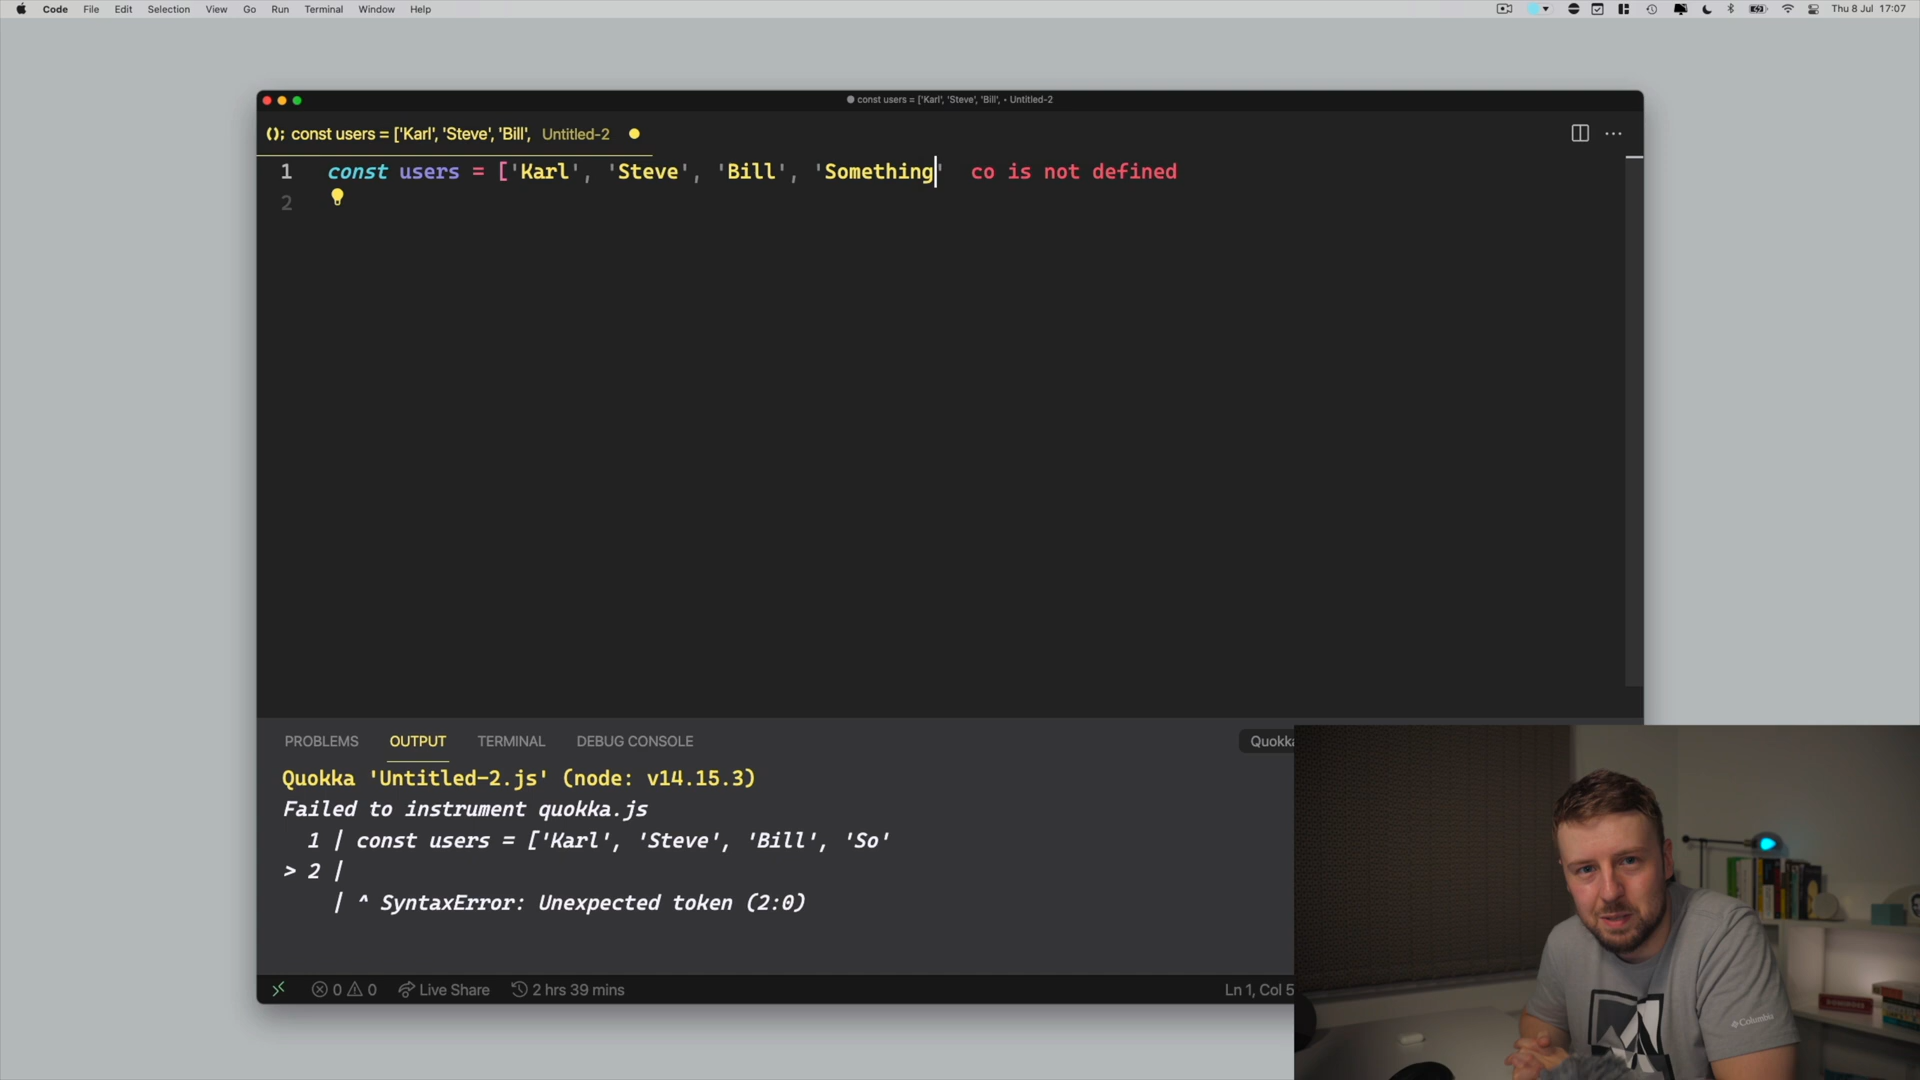 Code File Edit Selection View Go Run Terminal Window Help
Thu 8 Jul 17:07
const users = ['Karl', 'Steve', 'Bill', • Untitled-2
(); const users = ['Karl', 'Steve', 'Bill', Untitled-2
1 const users = ['Karl', 'Steve', 'Bill', 'Something' co is not defined
2
PROBLEMS OUTPUT TERMINAL DEBUG CONSOLE
Quokka
Quokka 'Untitled-2.js' (node: v14.15.3)
Failed to instrument quokka.js
1 | const users = ['Karl', 'Steve', 'Bill', 'So'
> 2 |
| ^ SyntaxError: Unexpected token (2:0)
0 0 Live Share 2 hrs 39 mins
Ln 1, Col 5
Columbia